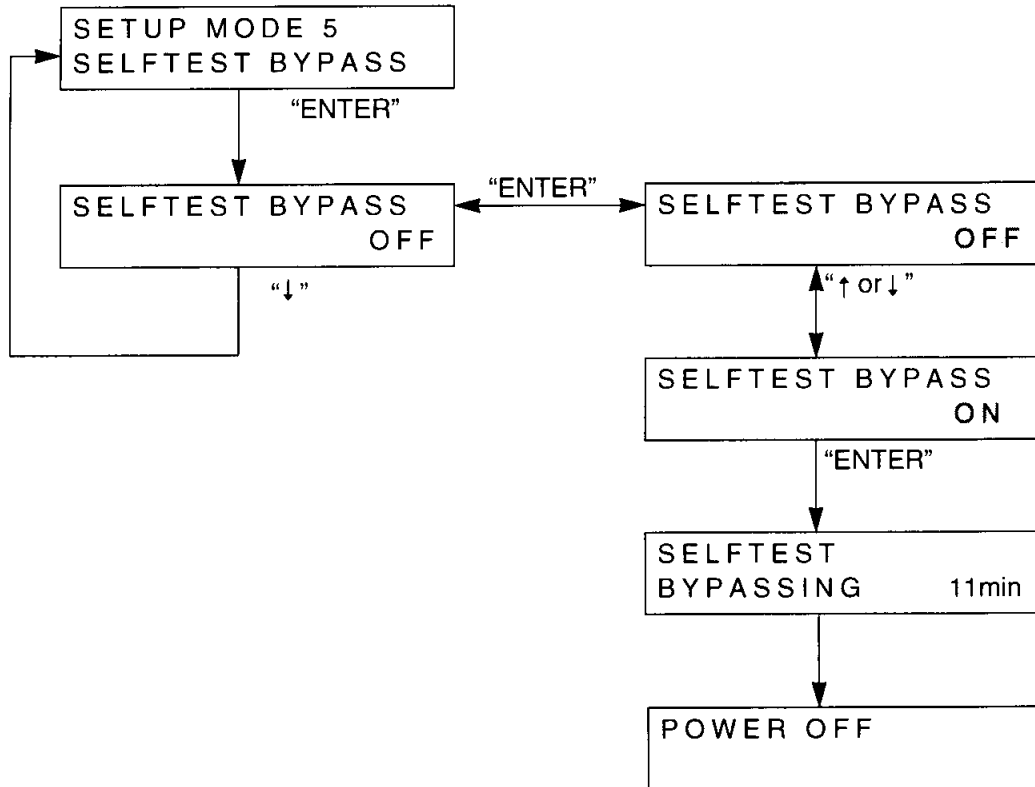 SETUP MODE 5
SELFTEST BYPASS
“ENTER”
SELFTEST BYPASS
OFF
“↓”
“ENTER”
SELFTEST BYPASS
OFF
“↑ or ↓”
SELFTEST BYPASS
ON
“ENTER”
SELFTEST
BYPASSING 11min
POWER OFF